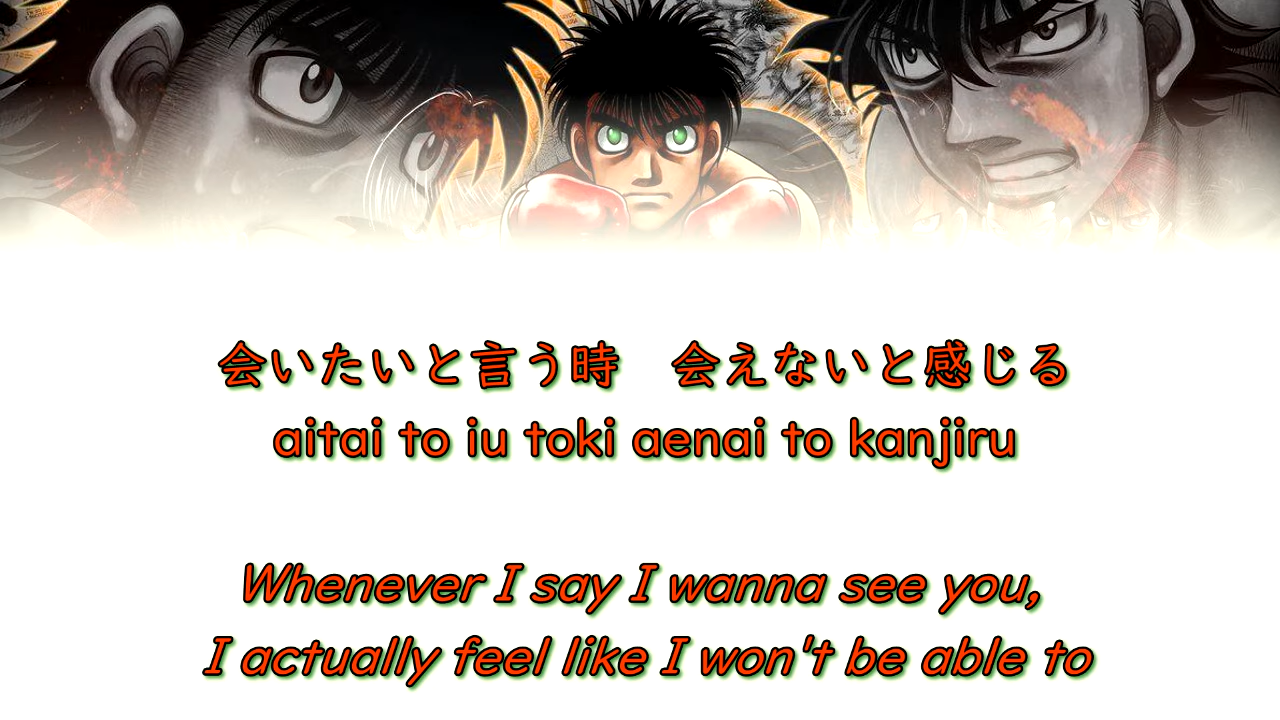 会いたいと言う時　会えないと感じる
aitai to iu toki aenai to kanjiru
Whenever I say I wanna see you,
I actually feel like I won't be able to